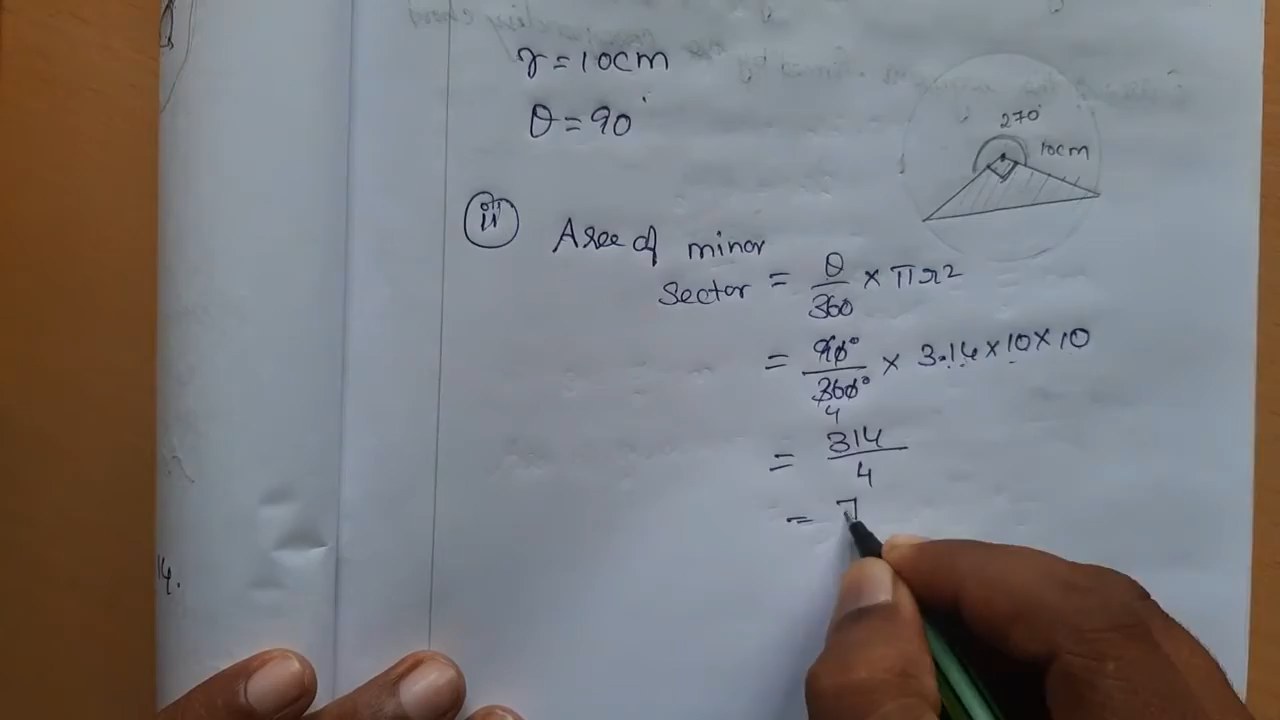 r = 10cm
θ = 90°
270°
10cm
ii Area of minor
sector = θ/360 × πr²
= 90°/360° × 3.14 × 10 × 10
4
= 314/4
= 7
14.